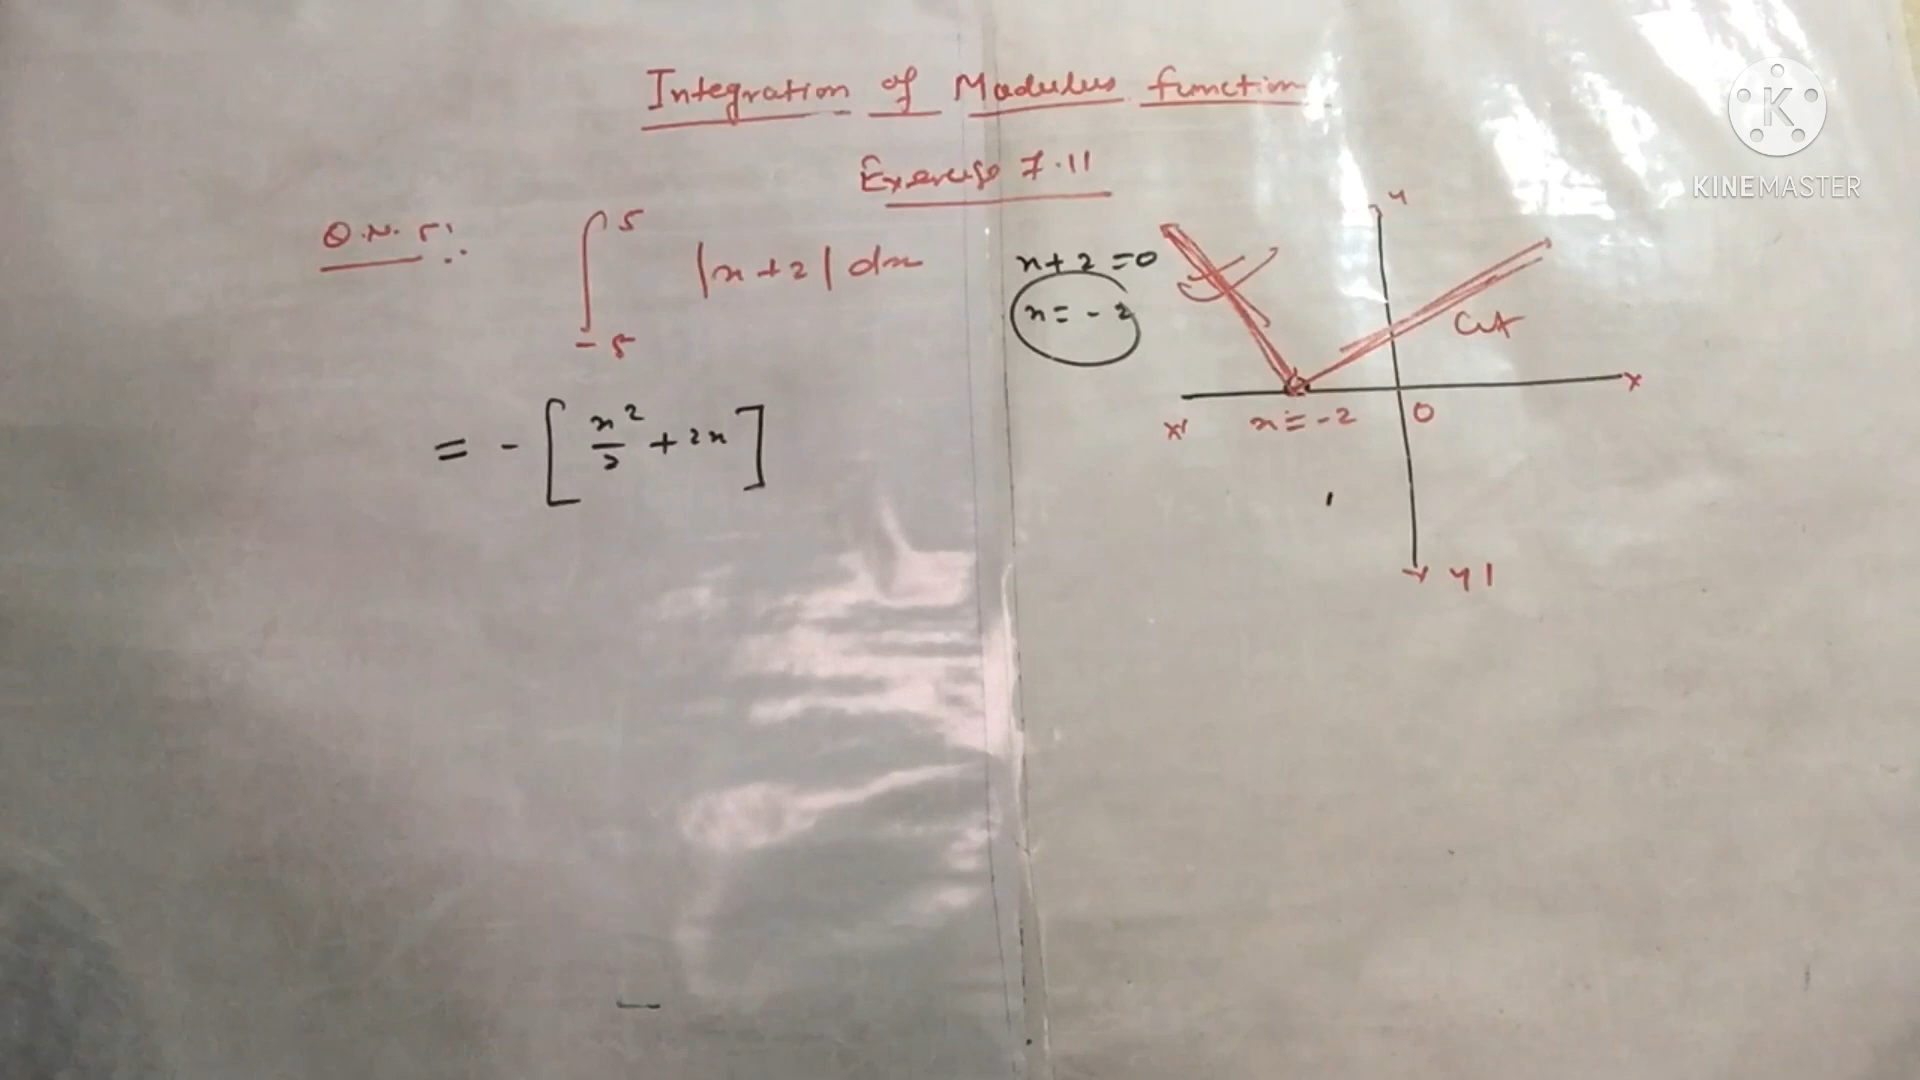 Integration of Modulus function
Exercise 7.11
Q.N. 5:
∫_{-5}^{5} |x+2| dx
x+2=0
x=-2
= -[x²/2 + 2x]
y
x
x'
x=-2
0
y'
KINEMASTER